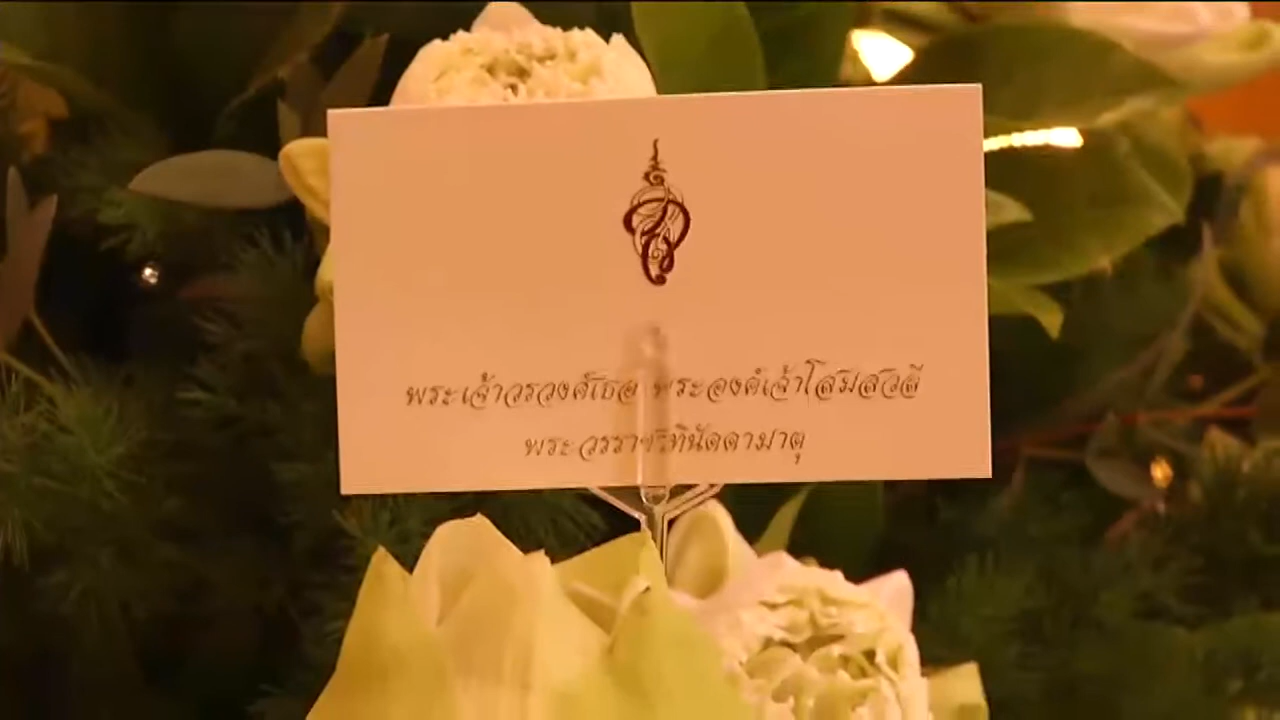 พระเจ้าวรวงศ์เธอ พระองค์เจ้าโสมสวลี
พระวรราชาทินัดดามาตุ